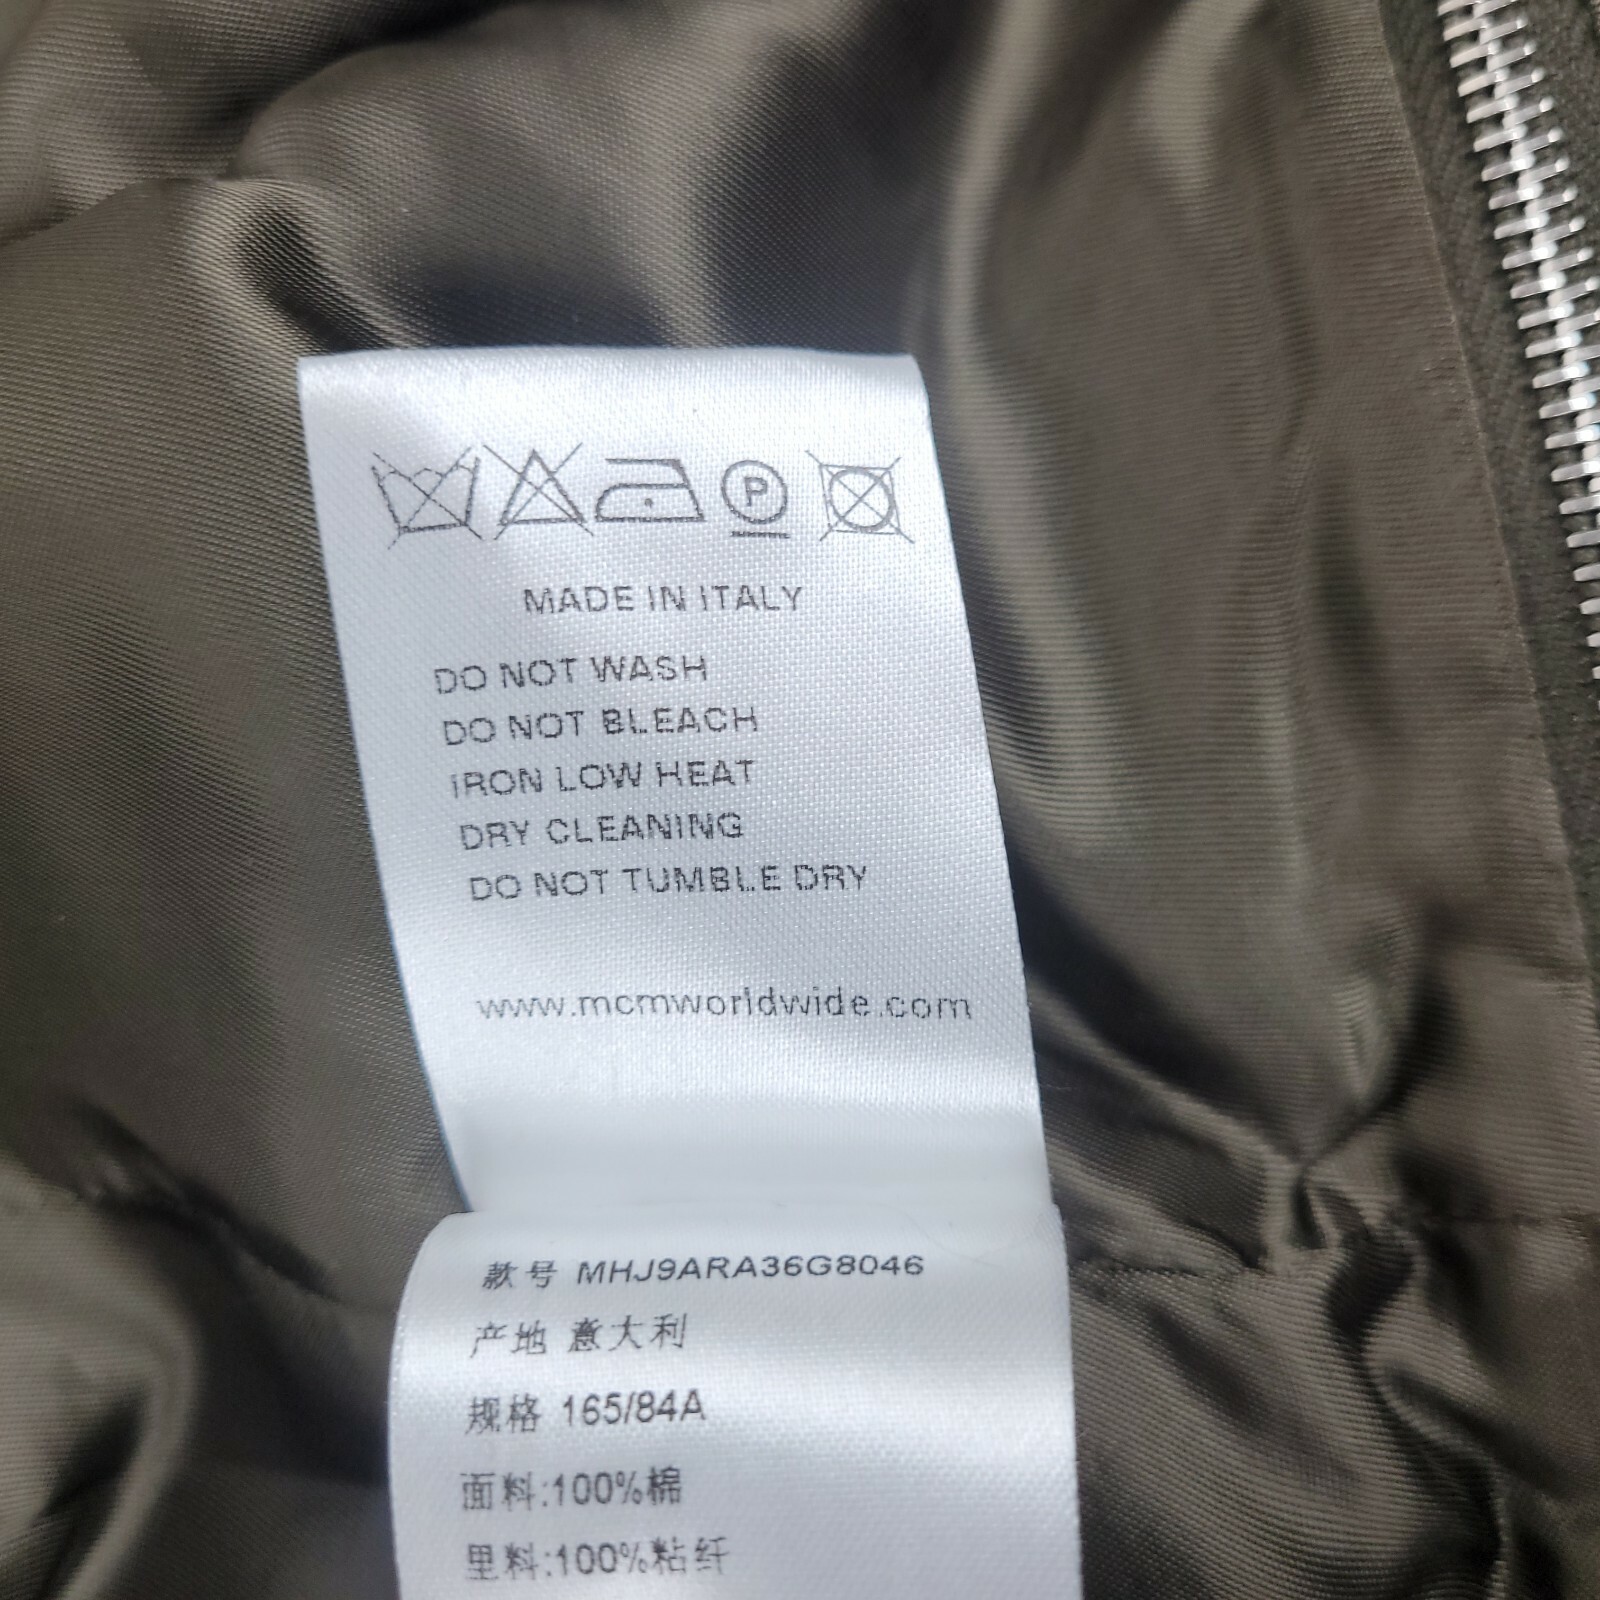 P
MADE IN ITALY
DO NOT WASH
DO NOT BLEACH
IRON LOW HEAT
DRY CLEANING
DO NOT TUMBLE DRY
www.mcmworldwide.com
款号 MHJ9ARA36G8046
产地 意大利
规格 165/84A
面料:100%棉
里料:100%粘纤